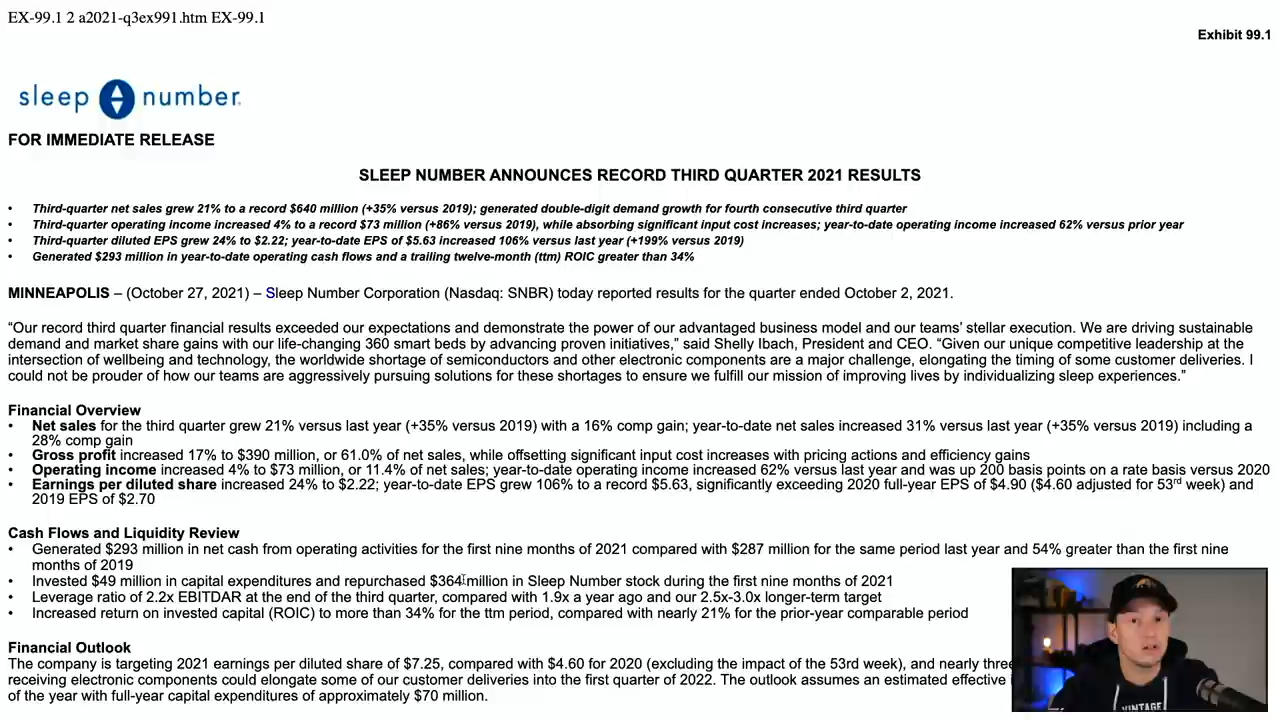 EX-99.1 2 a2021-q3ex991.htm EX-99.1
Exhibit 99.1
sleep number
FOR IMMEDIATE RELEASE
SLEEP NUMBER ANNOUNCES RECORD THIRD QUARTER 2021 RESULTS
• Third-quarter net sales grew 21% to a record $640 million (+35% versus 2019); generated double-digit demand growth for fourth consecutive third quarter
• Third-quarter operating income increased 4% to a record $73 million (+86% versus 2019), while absorbing significant input cost increases; year-to-date operating income increased 62% versus prior year
• Third-quarter diluted EPS grew 24% to $2.22; year-to-date EPS of $5.63 increased 106% versus last year (+199% versus 2019)
• Generated $293 million in year-to-date operating cash flows and a trailing twelve-month (ttm) ROIC greater than 34%
MINNEAPOLIS – (October 27, 2021) – Sleep Number Corporation (Nasdaq: SNBR) today reported results for the quarter ended October 2, 2021.
“Our record third quarter financial results exceeded our expectations and demonstrate the power of our advantaged business model and our teams’ stellar execution. We are driving sustainable
demand and market share gains with our life-changing 360 smart beds by advancing proven initiatives,” said Shelly Ibach, President and CEO. “Given our unique competitive leadership at the
intersection of wellbeing and technology, the worldwide shortage of semiconductors and other electronic components are a major challenge, elongating the timing of some customer deliveries. I
could not be prouder of how our teams are aggressively pursuing solutions for these shortages to ensure we fulfill our mission of improving lives by individualizing sleep experiences.”
Financial Overview
• Net sales for the third quarter grew 21% versus last year (+35% versus 2019) with a 16% comp gain; year-to-date net sales increased 31% versus last year (+35% versus 2019) including a
28% comp gain
• Gross profit increased 17% to $390 million, or 61.0% of net sales, while offsetting significant input cost increases with pricing actions and efficiency gains
• Operating income increased 4% to $73 million, or 11.4% of net sales; year-to-date operating income increased 62% versus last year and was up 200 basis points on a rate basis versus 2020
• Earnings per diluted share increased 24% to $2.22; year-to-date EPS grew 106% to a record $5.63, significantly exceeding 2020 full-year EPS of $4.90 ($4.60 adjusted for 53rd week) and
2019 EPS of $2.70
Cash Flows and Liquidity Review
• Generated $293 million in net cash from operating activities for the first nine months of 2021 compared with $287 million for the same period last year and 54% greater than the first nine
months of 2019
• Invested $49 million in capital expenditures and repurchased $364 million in Sleep Number stock during the first nine months of 2021
• Leverage ratio of 2.2x EBITDAR at the end of the third quarter, compared with 1.9x a year ago and our 2.5x-3.0x longer-term target
• Increased return on invested capital (ROIC) to more than 34% for the ttm period, compared with nearly 21% for the prior-year comparable period
Financial Outlook
The company is targeting 2021 earnings per diluted share of $7.25, compared with $4.60 for 2020 (excluding the impact of the 53rd week), and nearly three
receiving electronic components could elongate some of our customer deliveries into the first quarter of 2022. The outlook assumes an estimated effective
of the year with full-year capital expenditures of approximately $70 million.
VINTAGE